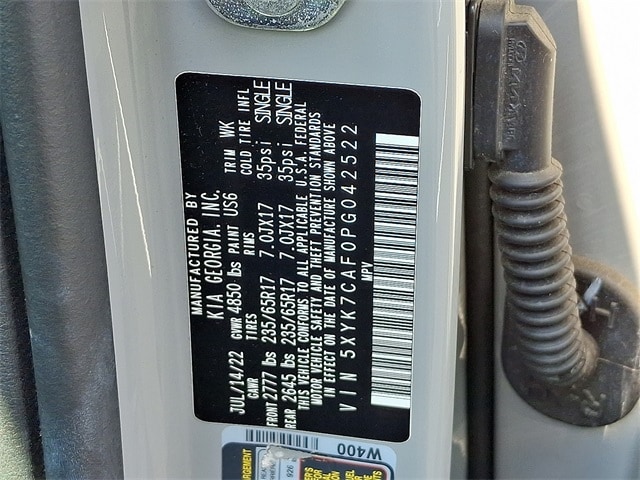 MANUFACTURED BY
KIA GEORGIA, INC.
JUL/14/22 GVWR 4850 lbs PAINT US6 TRIM WK
GAWR TIRES RIMS COLD TIRE INFL
FRONT 2777 lbs 235/65R17 7.0JX17 35psi SINGLE
REAR 2645 lbs 235/65R17 7.0JX17 35psi SINGLE
THIS VEHICLE CONFORMS TO ALL APPLICABLE U.S.A. FEDERAL
MOTOR VEHICLE SAFETY AND THEFT PREVENTION STANDARDS
IN EFFECT ON THE DATE OF MANUFACTURE SHOWN ABOVE
VIN 5XYK7CAF0PG042522
MPV
W400